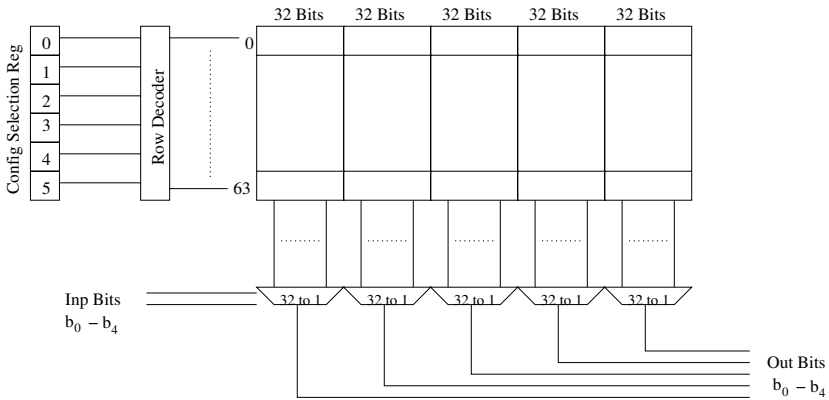 32 Bits 32 Bits 32 Bits 32 Bits 32 Bits
Config Selection Reg
0
1
2
3
4
5
Row Decoder
0
63
........ ........ ........ ........ ........
32 to 1 32 to 1 32 to 1 32 to 1 32 to 1
Inp Bits
b0 – b4
Out Bits
b0 – b4